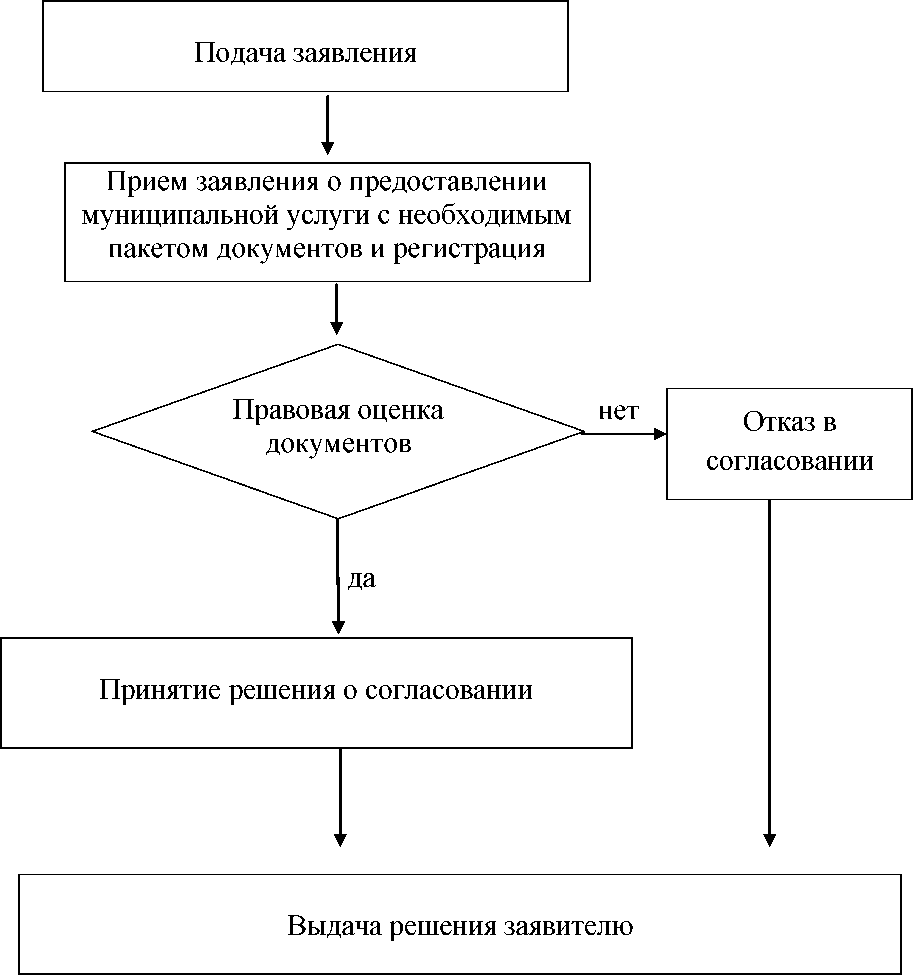 Подача заявления
Прием заявления о предоставлении
муниципальной услуги с необходимым
пакетом документов и регистрация
Правовая оценка
документов
нет
Отказ в
согласовании
да
Принятие решения о согласовании
Выдача решения заявителю